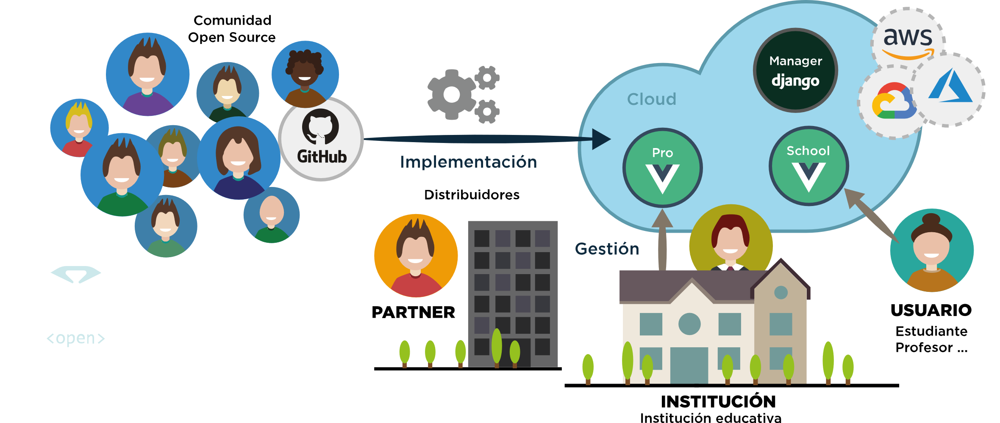 Comunidad
Open Source
GitHub
Implementación
Distribuidores
PARTNER
Cloud
Manager
django
aws
Pro
School
Gestión
USUARIO
Estudiante
Profesor ...
INSTITUCIÓN
Institución educativa
<open>